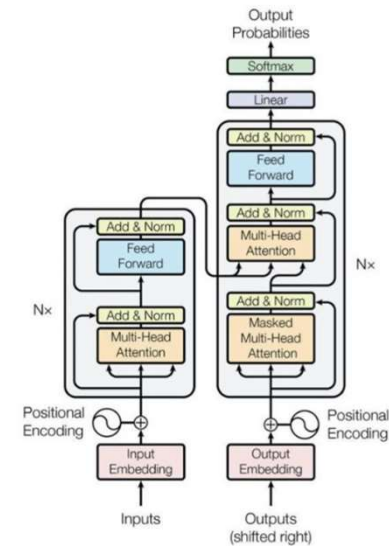 Output
Probabilities
Softmax
Linear
Add & Norm
Feed
Forward
Add & Norm
Multi-Head
Attention
Add & Norm
Masked
Multi-Head
Attention
Nx
Add & Norm
Feed
Forward
Add & Norm
Multi-Head
Attention
Nx
Positional
Encoding
Positional
Encoding
Input
Embedding
Output
Embedding
Inputs
Outputs
(shifted right)